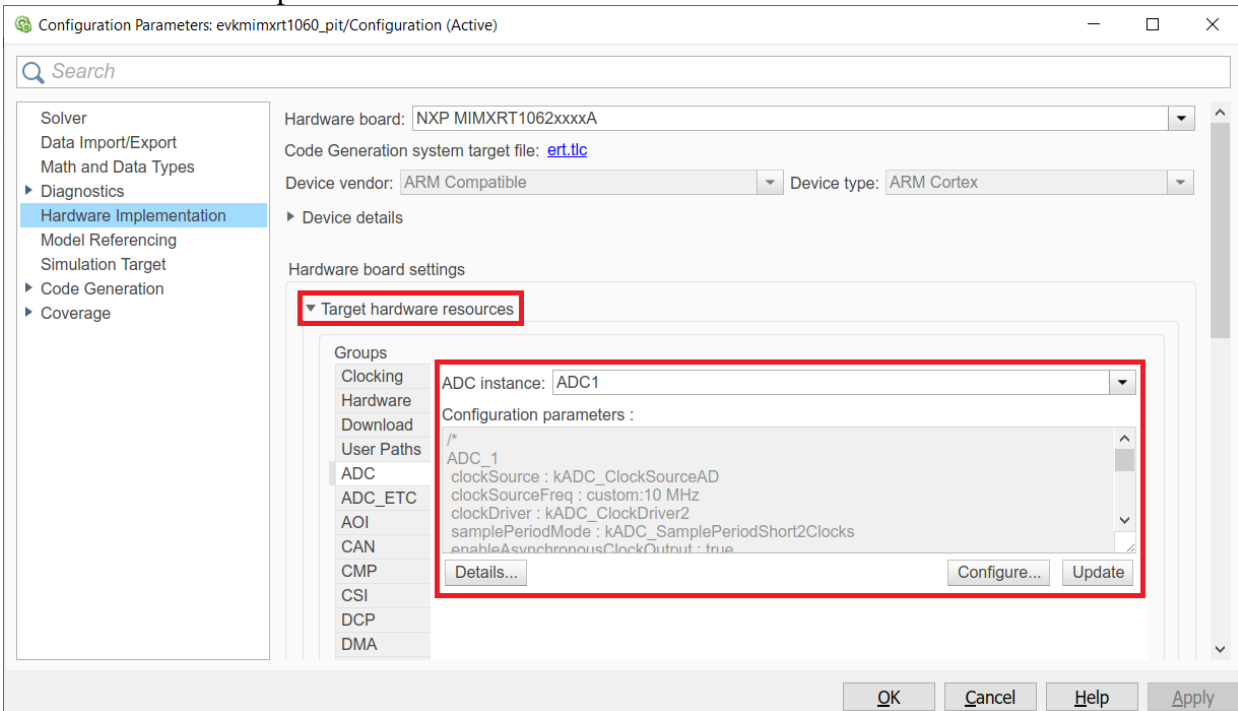 Configuration Parameters: evkmimxrt1060_pit/Configuration (Active)
Search
Solver
Data Import/Export
Math and Data Types
Diagnostics
Hardware Implementation
Model Referencing
Simulation Target
Code Generation
Coverage
Hardware board: NXP MIMXRT1062xxxxA
Code Generation system target file: ert.tlc
Device vendor: ARM Compatible Device type: ARM Cortex
Device details
Hardware board settings
Target hardware resources
Groups
Clocking
Hardware
Download
User Paths
ADC
ADC_ETC
AOI
CAN
CMP
CSI
DCP
DMA
ADC instance: ADC1
Configuration parameters :
/*
ADC_1
clockSource : kADC_ClockSourceAD
clockSourceFreq : custom:10 MHz
clockDriver : kADC_ClockDriver2
samplePeriodMode : kADC_SamplePeriodShort2Clocks
enableAsynchronousClockOutput : true
Details... Configure... Update
OK Cancel Help Apply